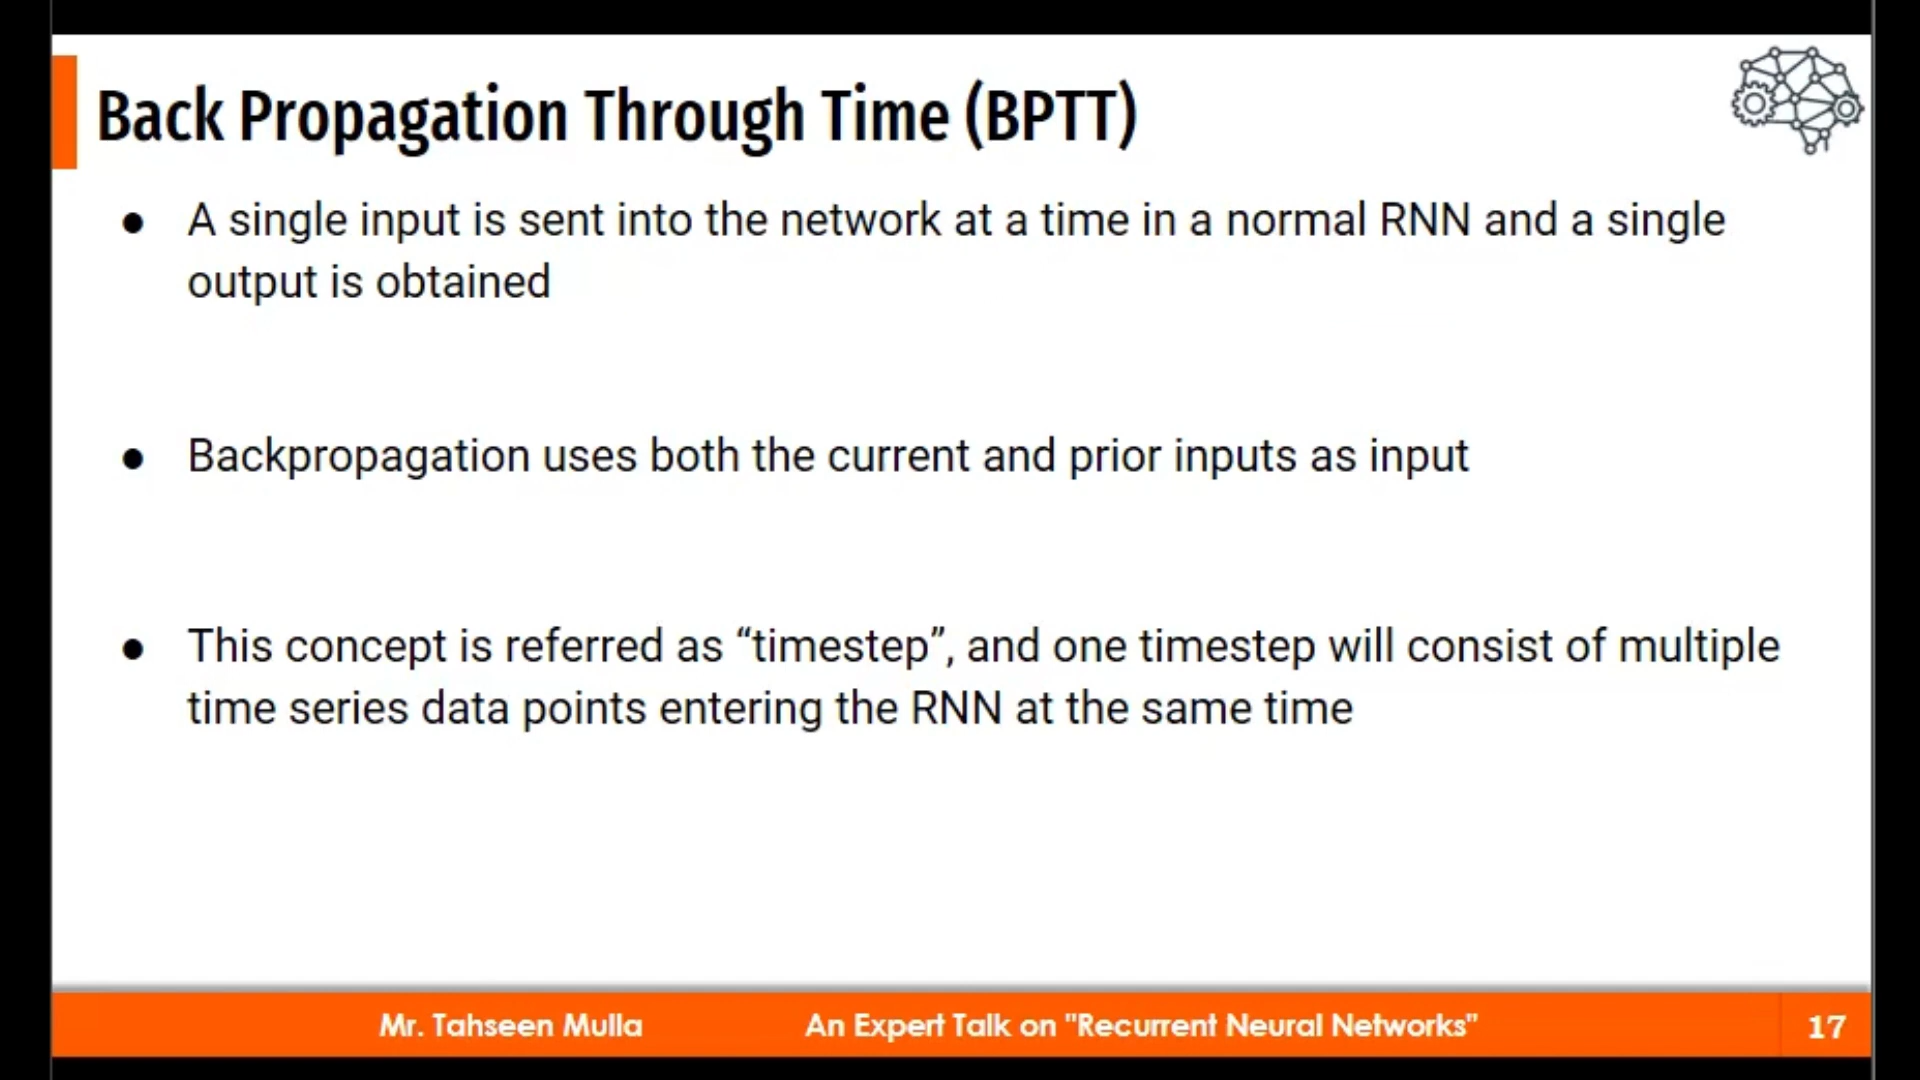 Back Propagation Through Time (BPTT)
● A single input is sent into the network at a time in a normal RNN and a single
output is obtained
● Backpropagation uses both the current and prior inputs as input
● This concept is referred as “timestep”, and one timestep will consist of multiple
time series data points entering the RNN at the same time
Mr. Tahseen Mulla An Expert Talk on "Recurrent Neural Networks" 17